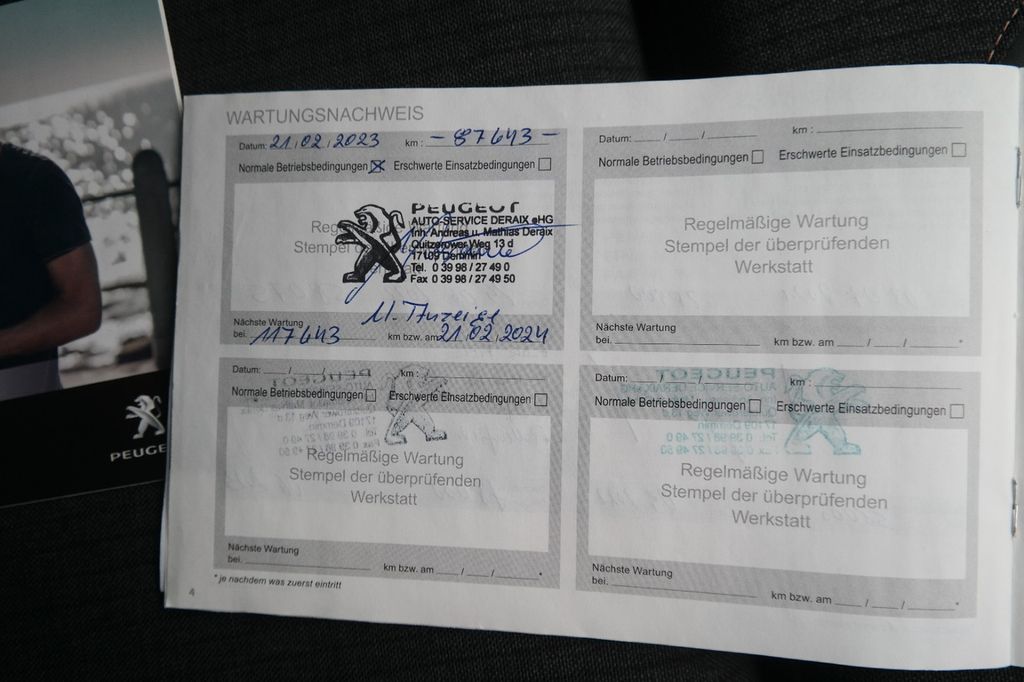 WARTUNGSNACHWEIS
Datum: 21/02/2023 km: -87643-
Normale Betriebsbedingungen Erschwerte Einsatzbedingungen
PEUGEOT
AUTO-SERVICE DERAIX eHG
Inh. Andreas u. Mathias Deraix
Quitzerower Weg 13 d
17109 Demmin
Tel. 0 39 98 / 27 49 0
Fax 0 39 98 / 27 49 50
Nächste Wartung
bei. 117643 km bzw. am 21/02/2024
Datum: / / km :
Normale Betriebsbedingungen Erschwerte Einsatzbedingungen
Regelmäßige Wartung
Stempel der überprüfenden
Werkstatt
Nächste Wartung
bei. km bzw. am / / *
Datum: / / km :
Normale Betriebsbedingungen Erschwerte Einsatzbedingungen
Regelmäßige Wartung
Stempel der überprüfenden
Werkstatt
Nächste Wartung
bei. km bzw. am / / *
Datum: / / km :
Normale Betriebsbedingungen Erschwerte Einsatzbedingungen
Regelmäßige Wartung
Stempel der überprüfenden
Werkstatt
Nächste Wartung
bei. km bzw. am / / *
* je nachdem was zuerst eintritt
4
PEUGE